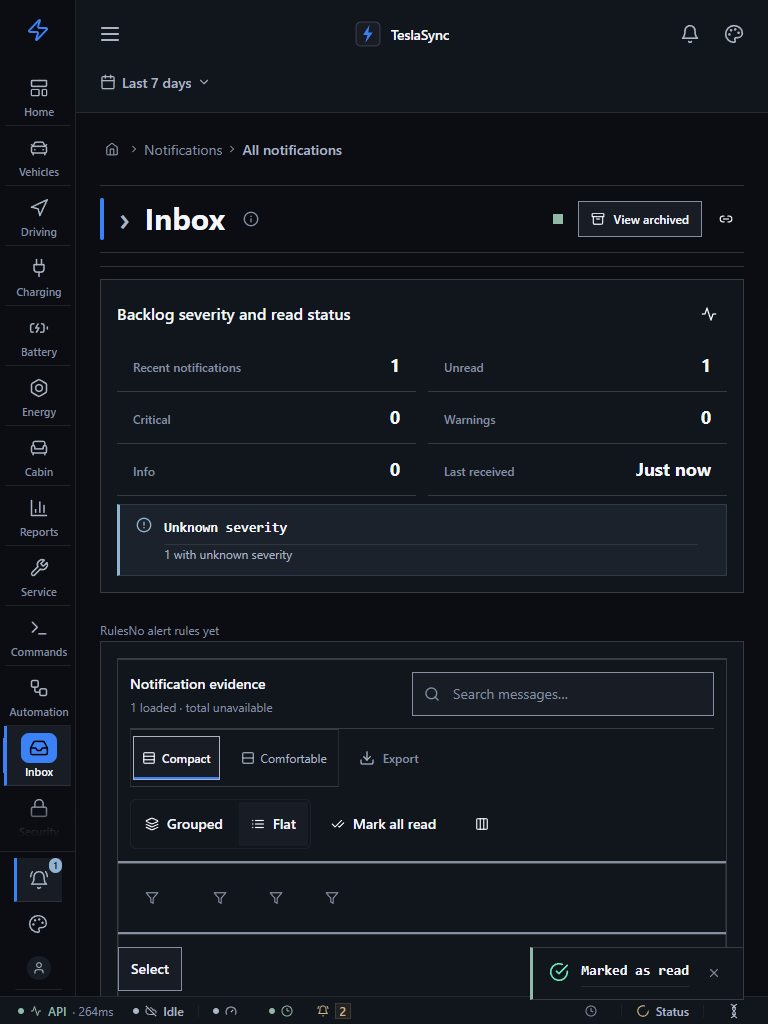 TeslaSync
Last 7 days
Home
Vehicles
Driving
Charging
Battery
Energy
Cabin
Reports
Service
Commands
Automation
Inbox
Security
1
Notifications All notifications
Inbox
View archived
Backlog severity and read status
Recent notifications 1
Unread 1
Critical 0
Warnings 0
Info 0
Last received Just now
Unknown severity
1 with unknown severity
RulesNo alert rules yet
Notification evidence
1 loaded · total unavailable
Search messages...
Compact Comfortable Export
Grouped Flat Mark all read
Select
Marked as read
API · 264ms Idle 2 Status